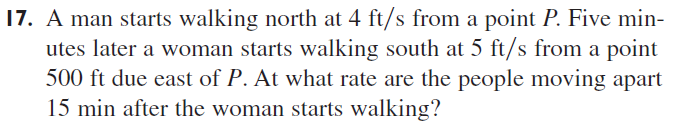 17. A man starts walking north at 4 ft/s from a point P. Five min-
utes later a woman starts walking south at 5 ft/s from a point
500 ft due east of P. At what rate are the people moving apart
15 min after the woman starts walking?